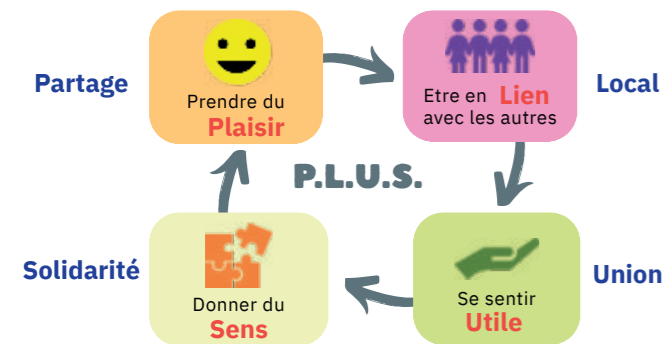 Partage
Prendre du
Plaisir
Etre en Lien
avec les autres
Local
P.L.U.S.
Solidarité
Donner du
Sens
Se sentir
Utile
Union